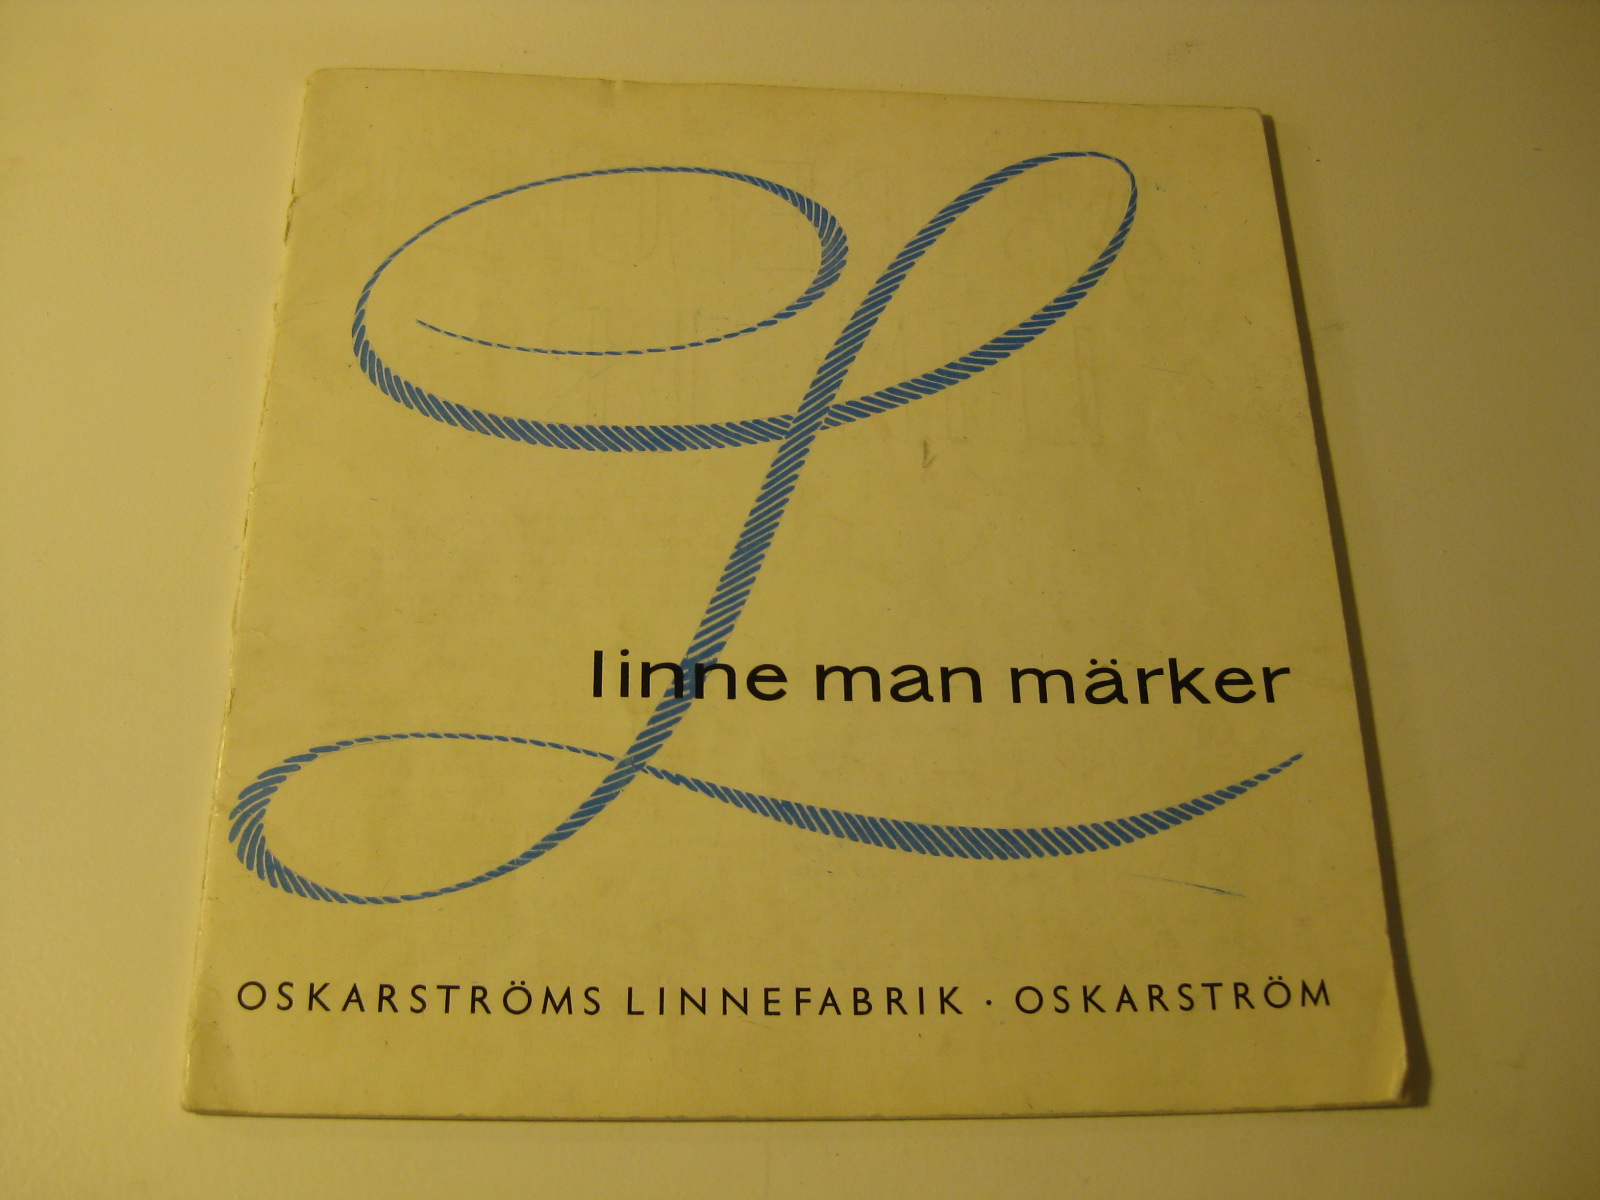 L
linne man märker
OSKARSTRÖMS LINNEFABRIK · OSKARSTRÖM